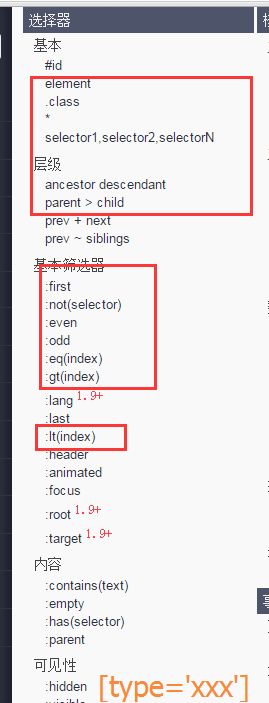 选择器
基本
#id
element
.class
*
selector1,selector2,selectorN
层级
ancestor descendant
parent > child
prev + next
prev ~ siblings
基本筛选器
:first
:not(selector)
:even
:odd
:eq(index)
:gt(index)
:lang 1.9+
:last
:lt(index)
:header
:animated
:focus
:root 1.9+
:target 1.9+
内容
:contains(text)
:empty
:has(selector)
:parent
可见性
:hidden
[type='xxx']